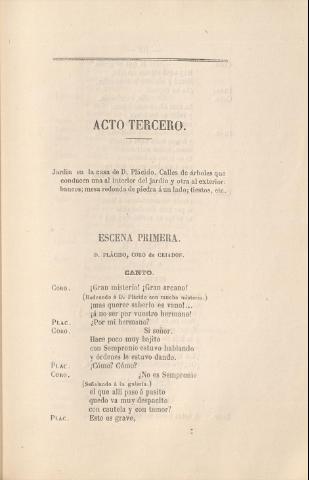 ACTO TERCERO.
Jardin en la casa de D. Plácido. Calles de árboles que
conducen una al interior del jardin y otra al exterior:
bancos; mesa redonda de piedra á un lado; tiestos, etc.
ESCENA PRIMERA.
D. PLÁCIDO, CORO de CRIADOS.
CANTO.
CORO. ¡Gran misterio! ¡Gran arcano!
(Rodeando á D. Plácido con mucho misterio.)
¡mas querer saberlo es vano!...
¡á no ser por vuestro hermano!
PLAC. ¿Por mi hermano?
CORO. Si señor.
Hace poco muy bajito
con Sempronio estuvo hablando
y órdenes le estuvo dando.
PLAC. ¿Cómo? Cómo?
CORO. ¿No es Sempronio
(Señalando á la galería.)
el que alli paso á pasito
quedo va muy despacito
con cautela y con temor?
PLAC. Esto es grave,